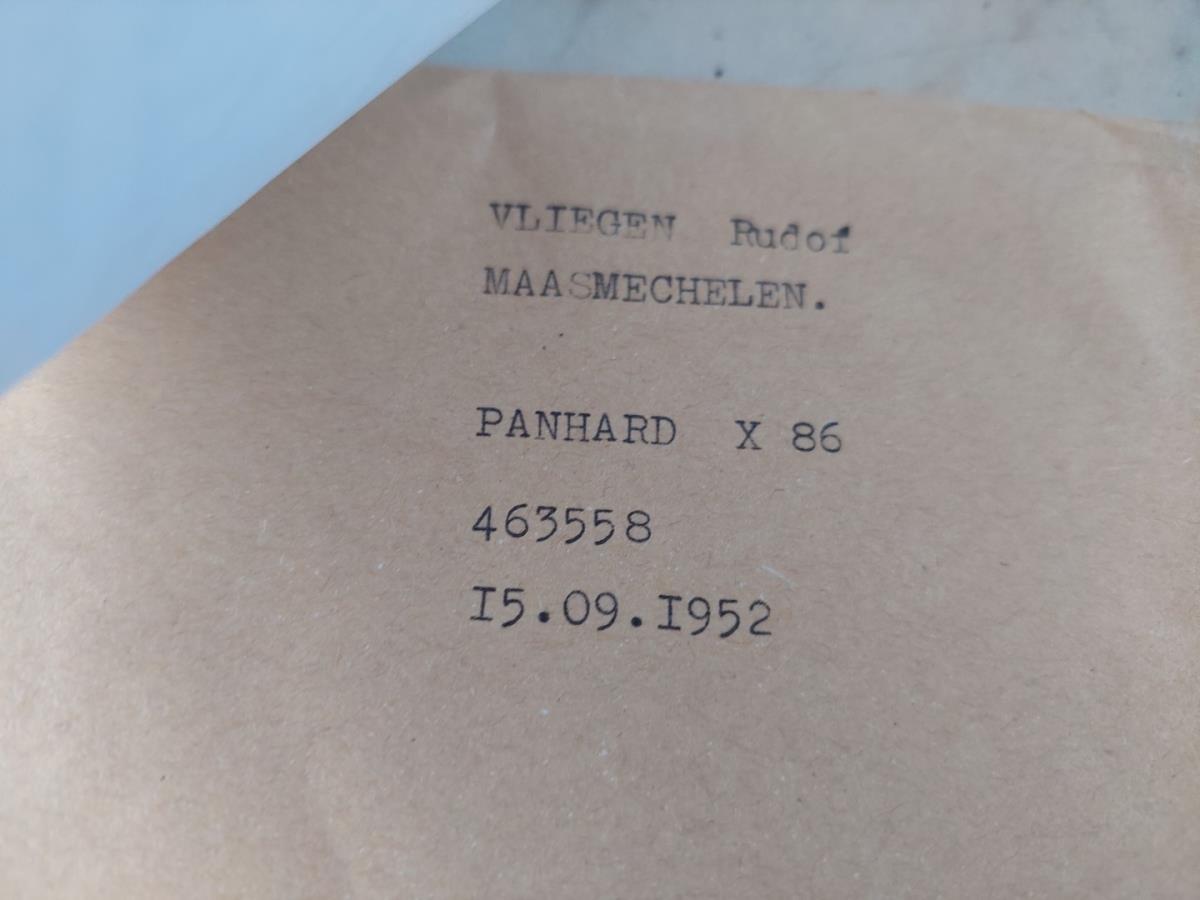 VLIEGEN Rudof
MAASMECHELEN.
PANHARD X 86
463558
I5.09.I952